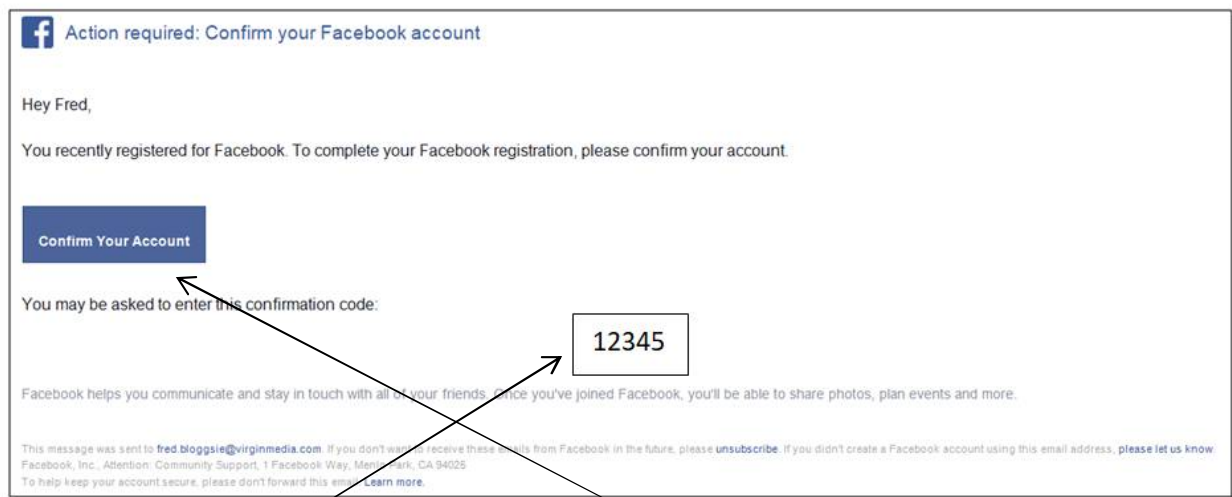 Action required: Confirm your Facebook account
Hey Fred,
You recently registered for Facebook. To complete your Facebook registration, please confirm your account.
Confirm Your Account
You may be asked to enter this confirmation code:
12345
Facebook helps you communicate and stay in touch with all of your friends. Once you've joined Facebook, you'll be able to share photos, plan events and more.
This message was sent to fred.bloggsie@virginmedia.com. If you don't want to receive these emails from Facebook in the future, please unsubscribe. If you didn't create a Facebook account using this email address, please let us know.
Facebook, Inc., Attention: Community Support, 1 Facebook Way, Menlo Park, CA 94025
To help keep your account secure, please don't forward this email. Learn more.